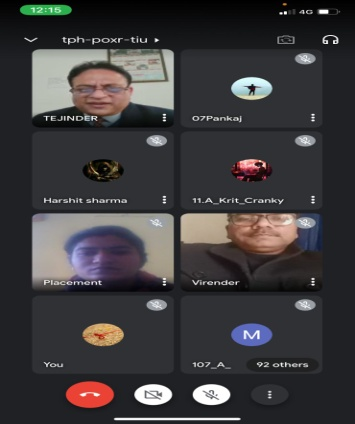 12:15
4G
tph-poxr-tiu
TEJINDER
07Pankaj
Harshit sharma
11.A_Krit_Cranky
Placement
Virender
You
M
107_A_
92 others